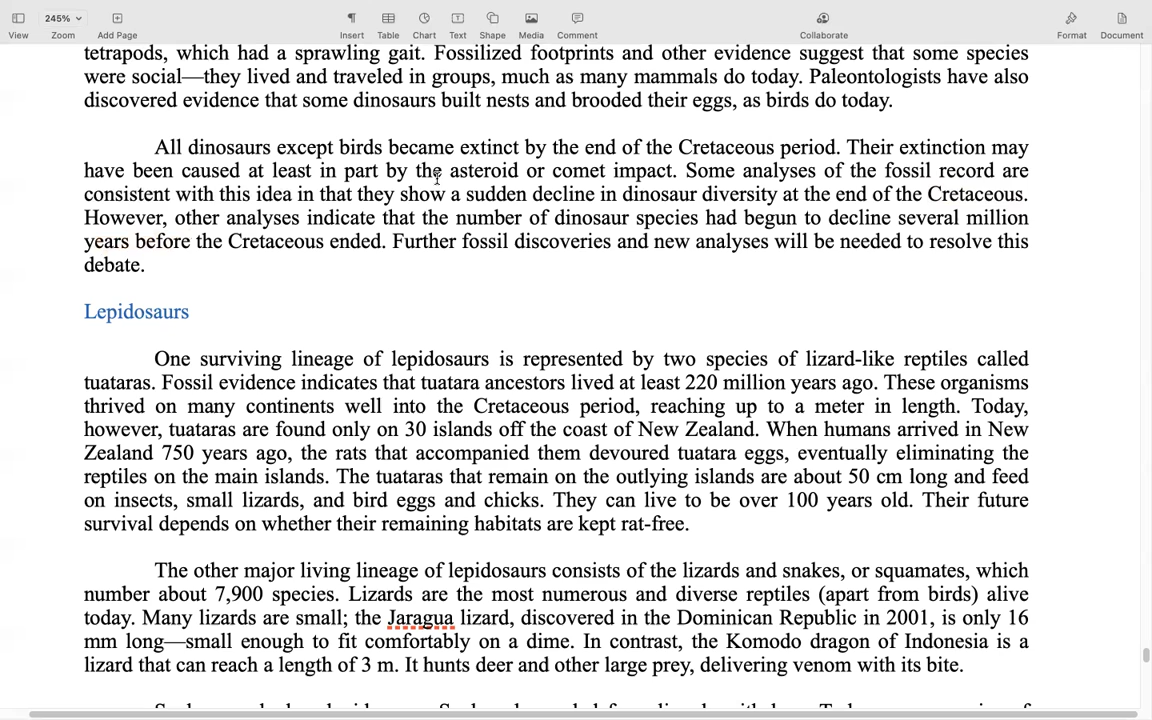 245%
View
Zoom
Add Page
Insert
Table
Chart
Text
Shape
Media
Comment
Collaborate
Format
Document
tetrapods, which had a sprawling gait. Fossilized footprints and other evidence suggest that some species
were social—they lived and traveled in groups, much as many mammals do today. Paleontologists have also
discovered evidence that some dinosaurs built nests and brooded their eggs, as birds do today.
All dinosaurs except birds became extinct by the end of the Cretaceous period. Their extinction may
have been caused at least in part by the asteroid or comet impact. Some analyses of the fossil record are
consistent with this idea in that they show a sudden decline in dinosaur diversity at the end of the Cretaceous.
However, other analyses indicate that the number of dinosaur species had begun to decline several million
years before the Cretaceous ended. Further fossil discoveries and new analyses will be needed to resolve this
debate.
Lepidosaurs
One surviving lineage of lepidosaurs is represented by two species of lizard-like reptiles called
tuataras. Fossil evidence indicates that tuatara ancestors lived at least 220 million years ago. These organisms
thrived on many continents well into the Cretaceous period, reaching up to a meter in length. Today,
however, tuataras are found only on 30 islands off the coast of New Zealand. When humans arrived in New
Zealand 750 years ago, the rats that accompanied them devoured tuatara eggs, eventually eliminating the
reptiles on the main islands. The tuataras that remain on the outlying islands are about 50 cm long and feed
on insects, small lizards, and bird eggs and chicks. They can live to be over 100 years old. Their future
survival depends on whether their remaining habitats are kept rat-free.
The other major living lineage of lepidosaurs consists of the lizards and snakes, or squamates, which
number about 7,900 species. Lizards are the most numerous and diverse reptiles (apart from birds) alive
today. Many lizards are small; the Jaragua lizard, discovered in the Dominican Republic in 2001, is only 16
mm long—small enough to fit comfortably on a dime. In contrast, the Komodo dragon of Indonesia is a
lizard that can reach a length of 3 m. It hunts deer and other large prey, delivering venom with its bite.